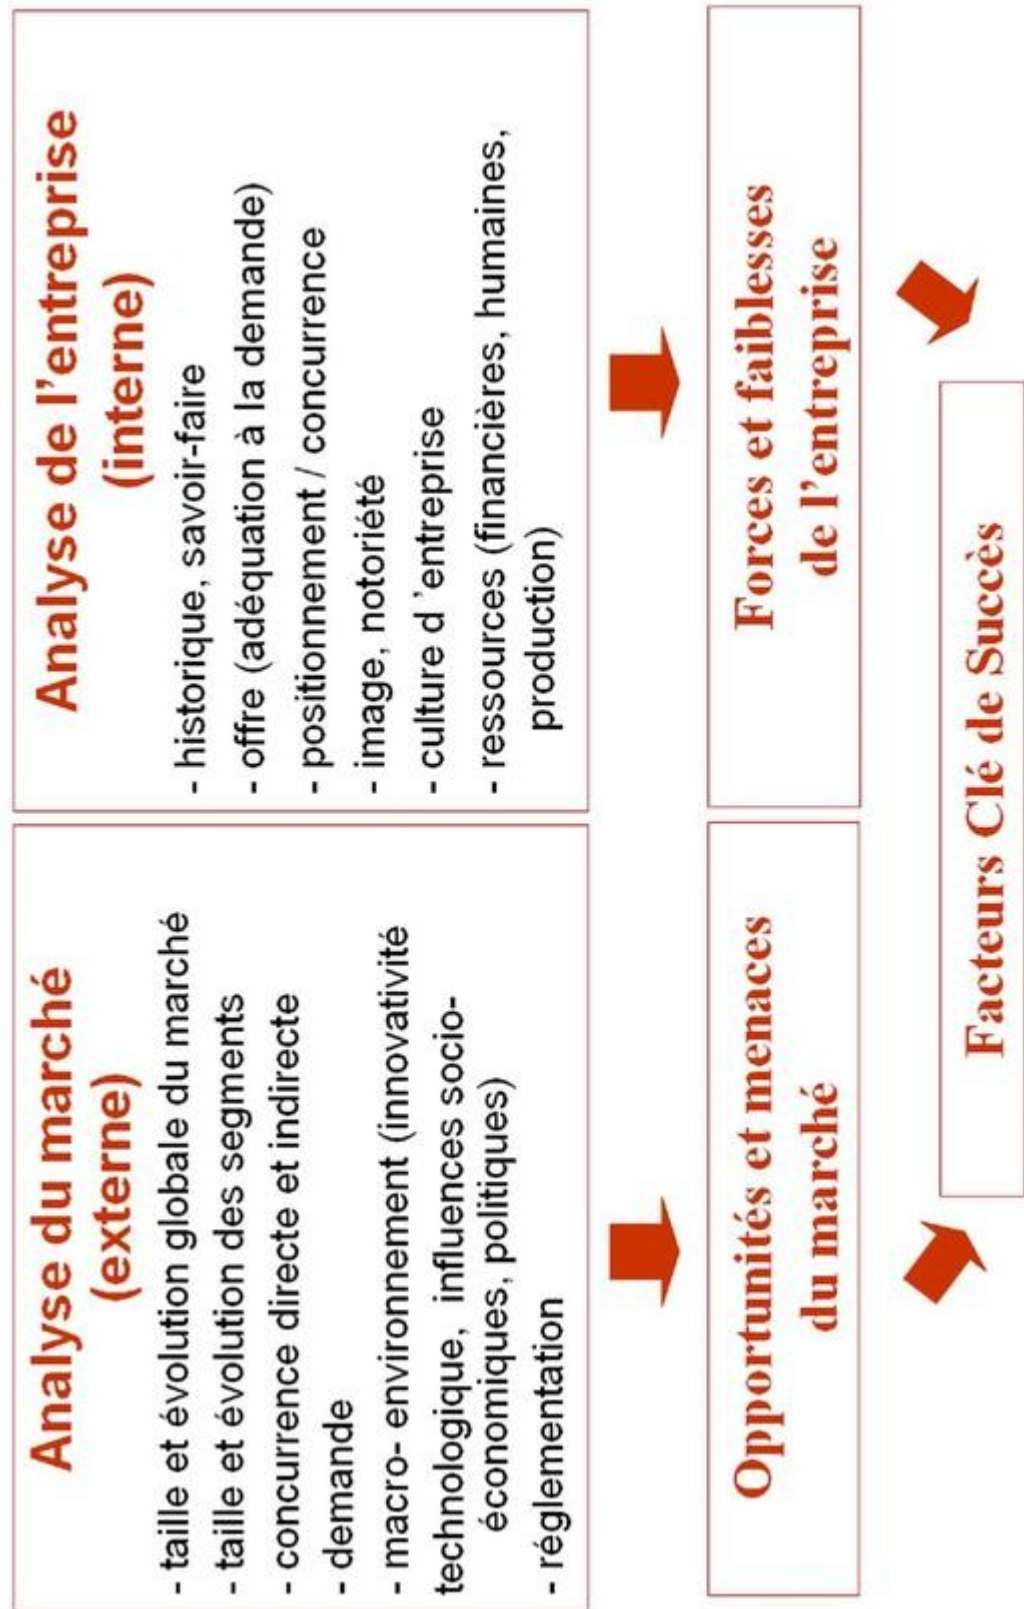 Analyse du marché
(externe)
- taille et évolution globale du marché
- taille et évolution des segments
- concurrence directe et indirecte
- demande
- macro- environnement (innovativité
technologique, influences socio-
économiques, politiques)
- réglementation
Analyse de l'entreprise
(interne)
- historique, savoir-faire
- offre (adéquation à la demande)
- positionnement / concurrence
- image, notoriété
- culture d 'entreprise
- ressources (financières, humaines,
production)
Opportunités et menaces
du marché
Forces et faiblesses
de l'entreprise
Facteurs Clé de Succès